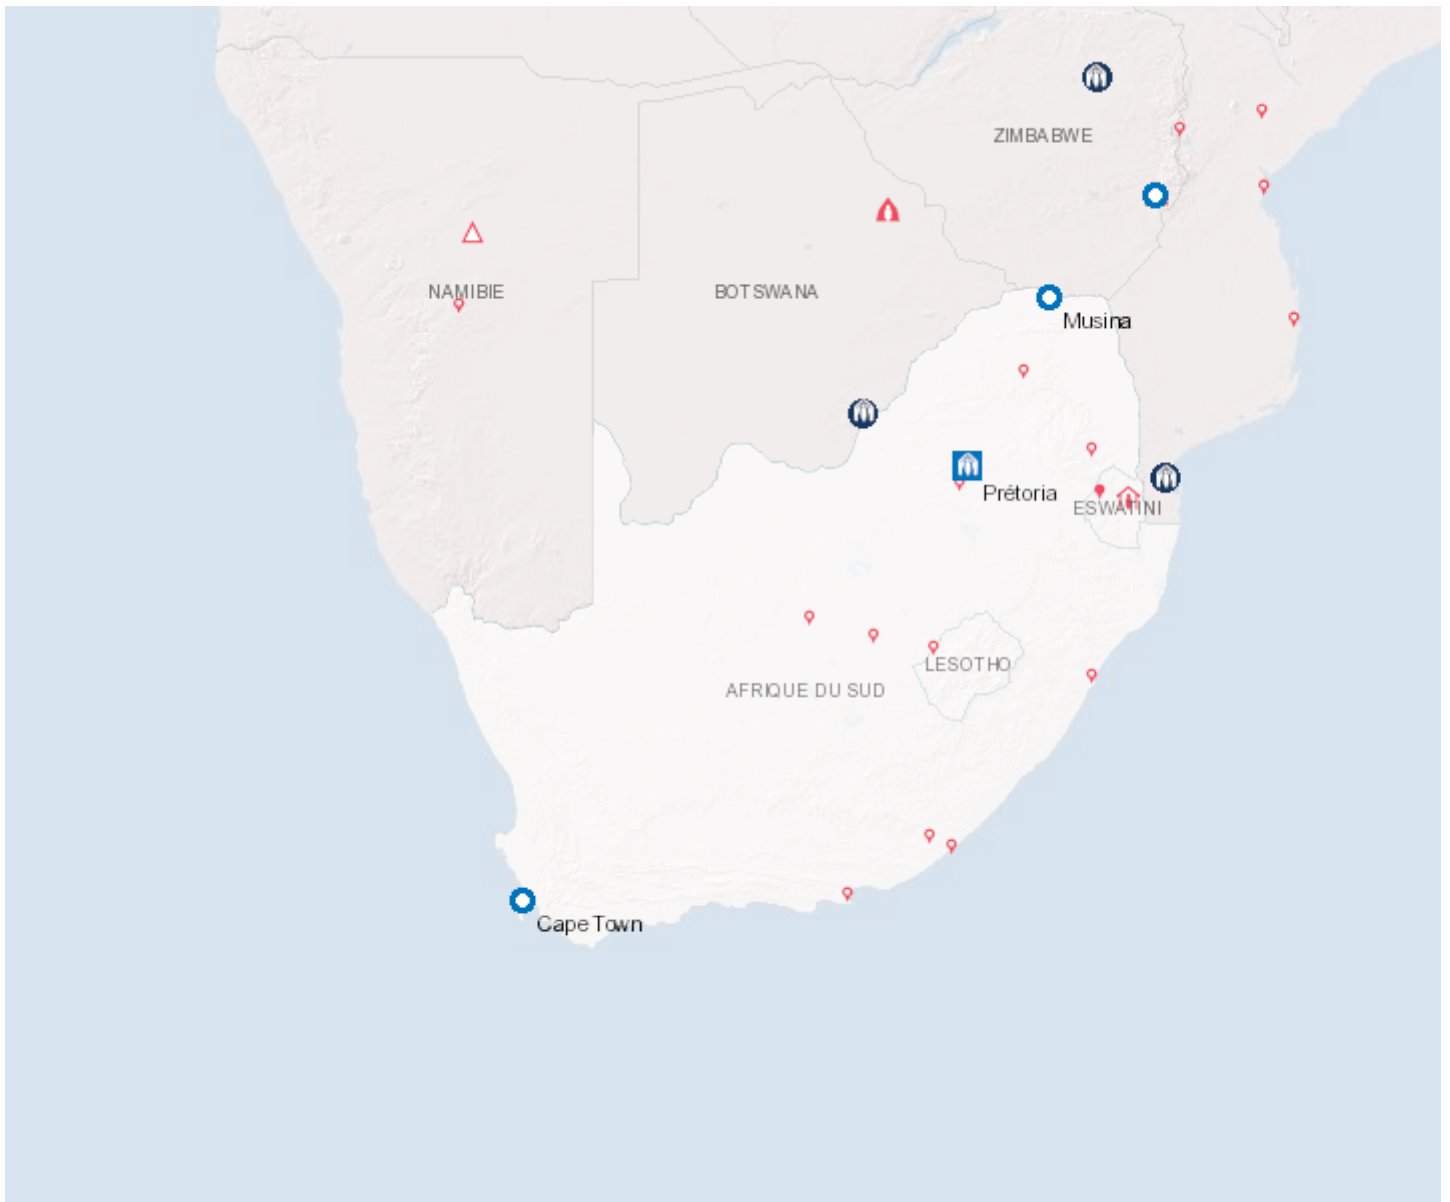 ZIMBABWE
NAMIBIE
BOTSWANA
Musina
Prétoria
ESWATINI
LESOTHO
AFRIQUE DU SUD
Cape Town